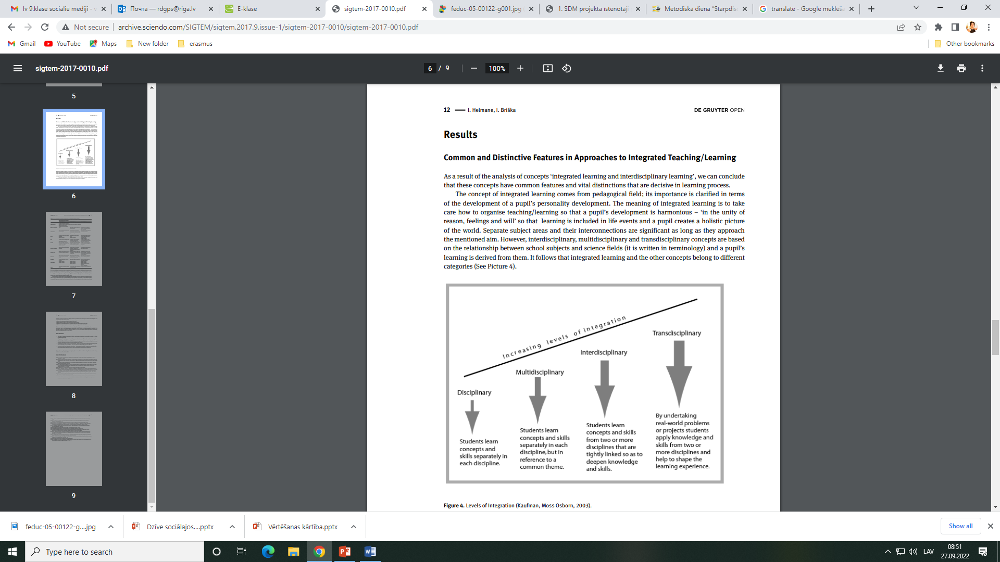 lv 9.klase socialie mediji - v
Почта — rdgps@riga.lv
E-klase
sigtem-2017-0010.pdf
feduc-05-00122-g001.jpg
1. SDM projekta īstenotāji
Metodiskā diena "Starpdis
translate - Google meklēša
Not secure
archive.sciendo.com/SIGTEM/sigtem.2017.9.issue-1/sigtem-2017-0010/sigtem-2017-0010.pdf
Gmail
YouTube
Maps
New folder
erasmus
Other bookmarks
sigtem-2017-0010.pdf
6 / 9
100%
5
6
7
8
9
12 — I. Helmane, I. Briška
DE GRUYTER OPEN
Results
Common and Distinctive Features in Approaches to Integrated Teaching/Learning
As a result of the analysis of concepts ‘integrated learning and interdisciplinary learning’, we can conclude
that these concepts have common features and vital distinctions that are decisive in learning process.
The concept of integrated learning comes from pedagogical field; its importance is clarified in terms
of the development of a pupil’s personality development. The meaning of integrated learning is to take
care how to organise teaching/learning so that a pupil’s development is harmonious – ‘in the unity of
reason, feelings and will’ so that learning is included in life events and a pupil creates a holistic picture
of the world. Separate subject areas and their interconnections are significant as long as they approach
the mentioned aim. However, interdisciplinary, multidisciplinary and transdisciplinary concepts are based
on the relationship between school subjects and science fields (it is written in terminology) and a pupil’s
learning is derived from them. It follows that integrated learning and the other concepts belong to different
categories (See Picture 4).
Increasing levels of integration
Disciplinary
Students learn
concepts and
skills separately in
each discipline.
Multidisciplinary
Students learn
concepts and skills
separately in each
discipline, but in
reference to a
common theme.
Interdisciplinary
Students learn
concepts and skills
from two or more
disciplines that are
tightly linked so as to
deepen knowledge
and skills.
Transdisciplinary
By undertaking
real-world problems
or projects students
apply knowledge and
skills from two or
more disciplines and
help to shape the
learning experience.
Figure 4. Levels of Integration (Kaufman, Moss Osborn, 2003).
feduc-05-00122-g....jpg
Dzīve sociālajos....pptx
Vērtēšanas kārtība.pptx
Show all
Type here to search
LAV
08:51
27.09.2022